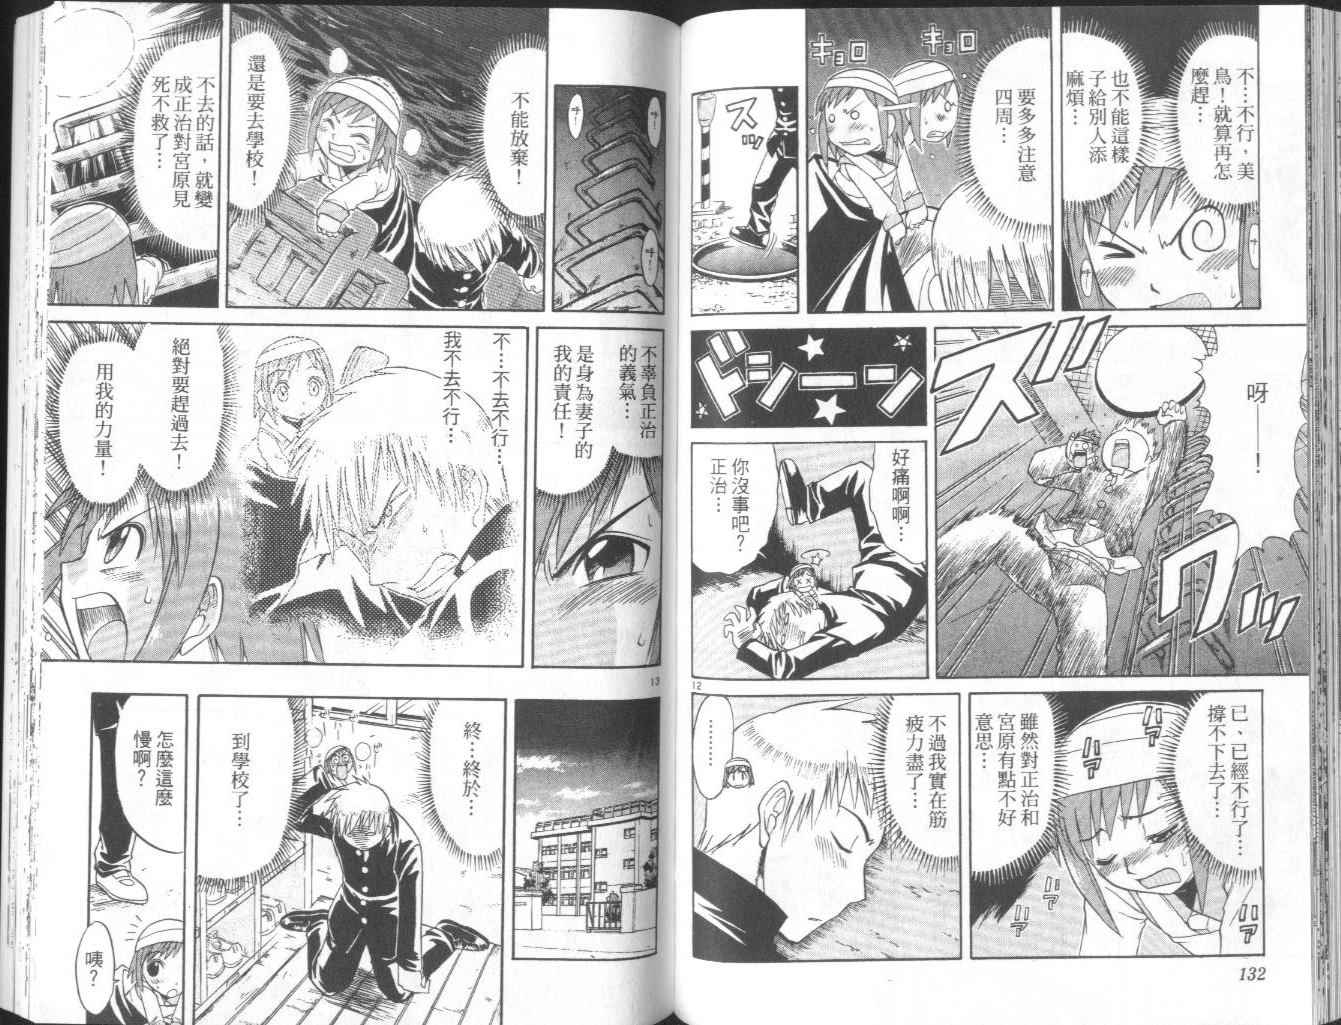 不…不行，美
鳥！就算再怎
麼趕…
也不能這樣
子給別人添
麻煩…
要多多注意
四周…
キョロ
キョロ
ズッ
呀──！
ズズッ
ワクッ
ドシーン
好痛啊啊…
你沒事吧？
正治…
12
已、已經不行了…
撐不下去了…
雖然對正治和
宮原有點不好
意思…
ハァ
ハァ
ハァ
ハァ
不過我實在筋
疲力盡了…
………
132
呼！
呼！
呼！
不能放棄！
還是要去學校！
不去的話，就變
成正治對宮原見
死不救了…
不辜負正治
的義氣…
是身為妻子的
我的責任！
不…不去不行…
我不去不行…
絕對要趕過去！
用我的力量！
13
終…終於…
到學校了…
怎麼這麼
慢啊？
咦？